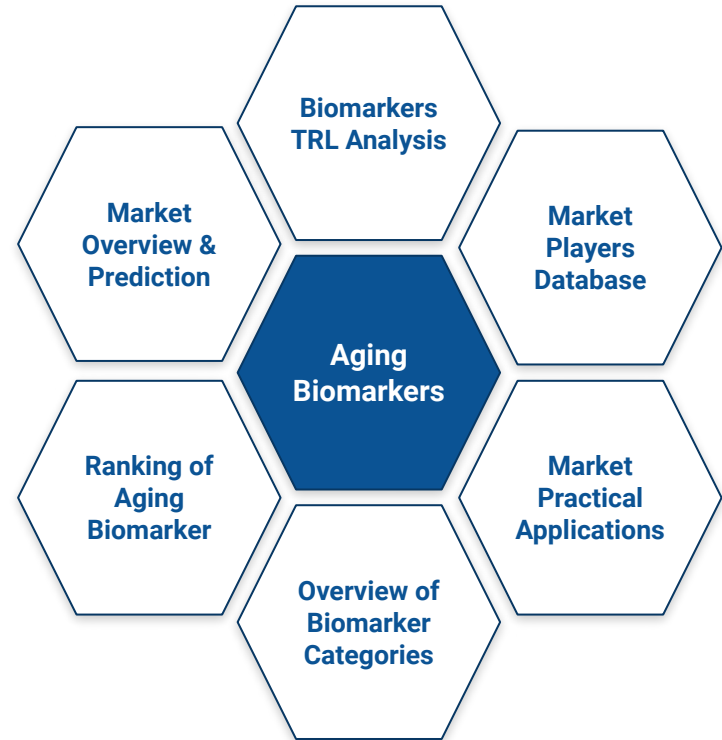 Biomarkers
TRL Analysis
Market
Overview &
Prediction
Market
Players
Database
Aging
Biomarkers
Ranking of
Aging
Biomarker
Market
Practical
Applications
Overview of
Biomarker
Categories